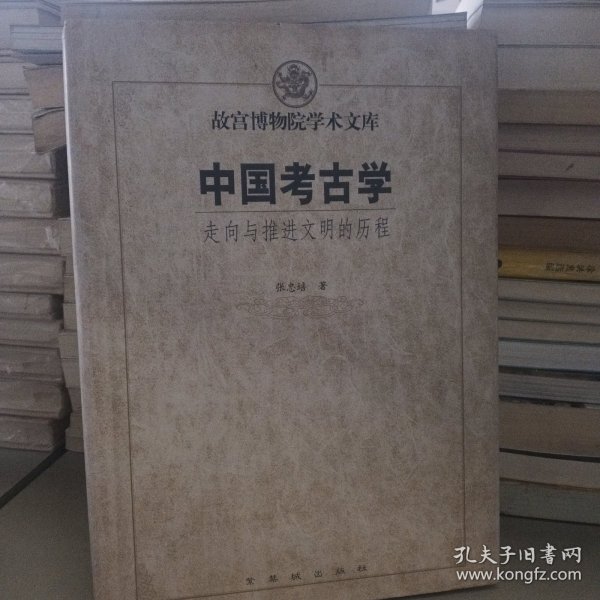 故宫博物院学术文库
中国考古学
走向与推进文明的历程
张忠培 著
紫禁城出版社
孔夫子旧书网
www.kongfz.com